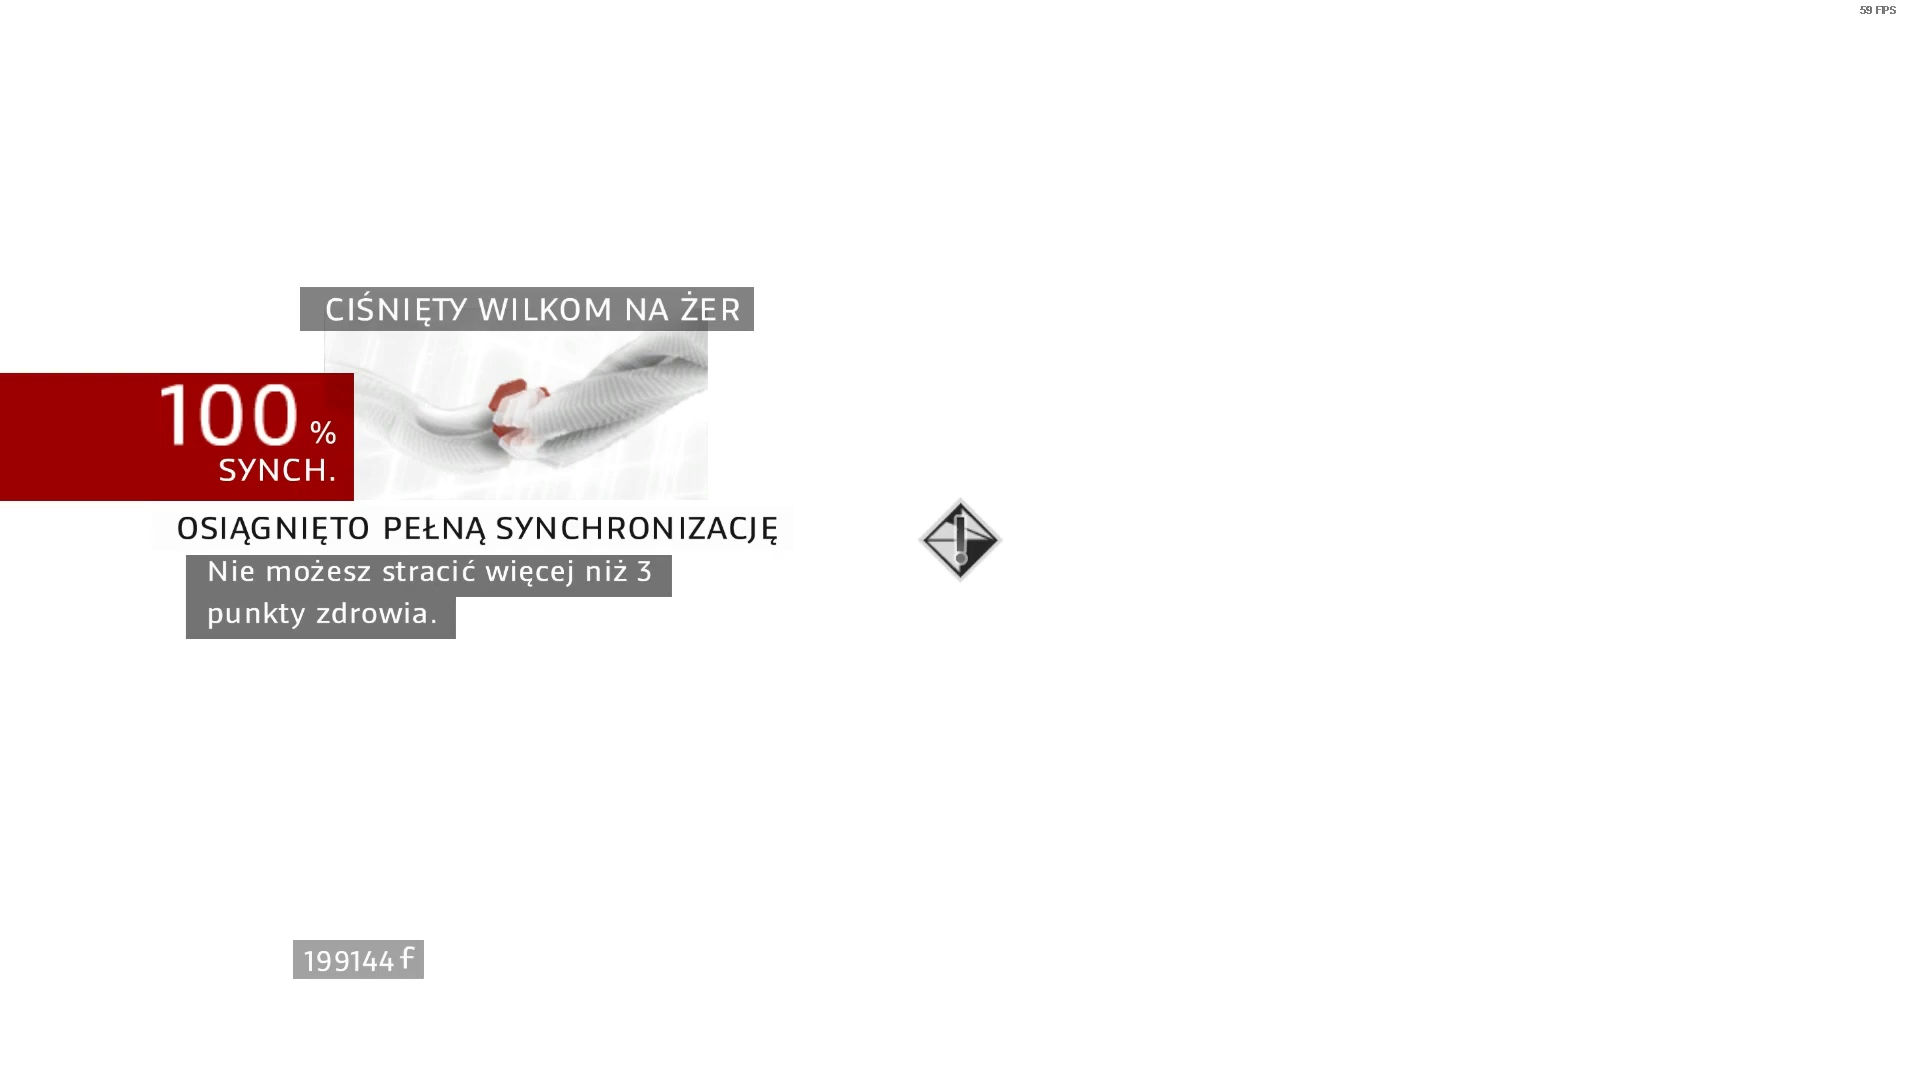 59 FPS
CIŚNIĘTY WILKOM NA ŻER
100 %
SYNCH.
OSIĄGNIĘTO PEŁNĄ SYNCHRONIZACJĘ
Nie możesz stracić więcej niż 3
punkty zdrowia.
199144 f